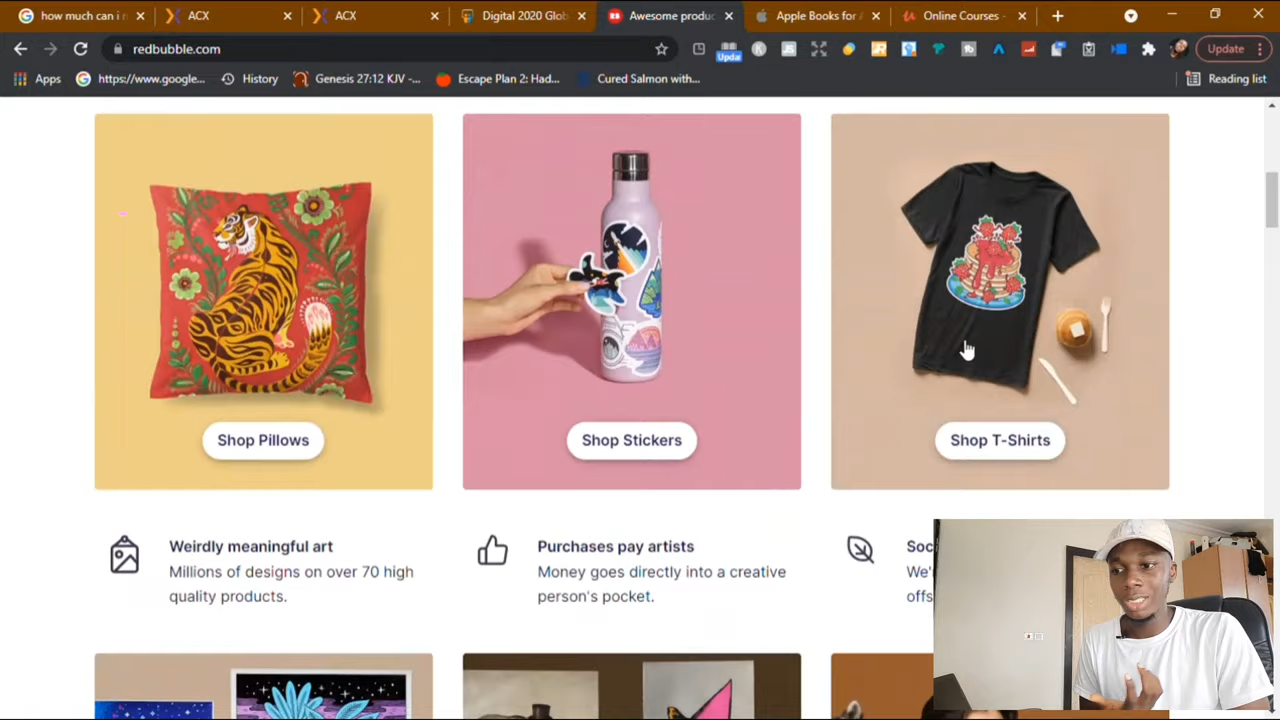 how much can i
ACX
ACX
Digital 2020 Glob
Awesome produc
Apple Books for
Online Courses -
redbubble.com
Upda
Update
Apps
https://www.google...
History
Genesis 27:12 KJV -...
Escape Plan 2: Had...
Cured Salmon with...
Reading list
Shop Pillows
Shop Stickers
Shop T-Shirts
Weirdly meaningful art
Millions of designs on over 70 high
quality products.
Purchases pay artists
Money goes directly into a creative
person's pocket.
Soc
We'
offs